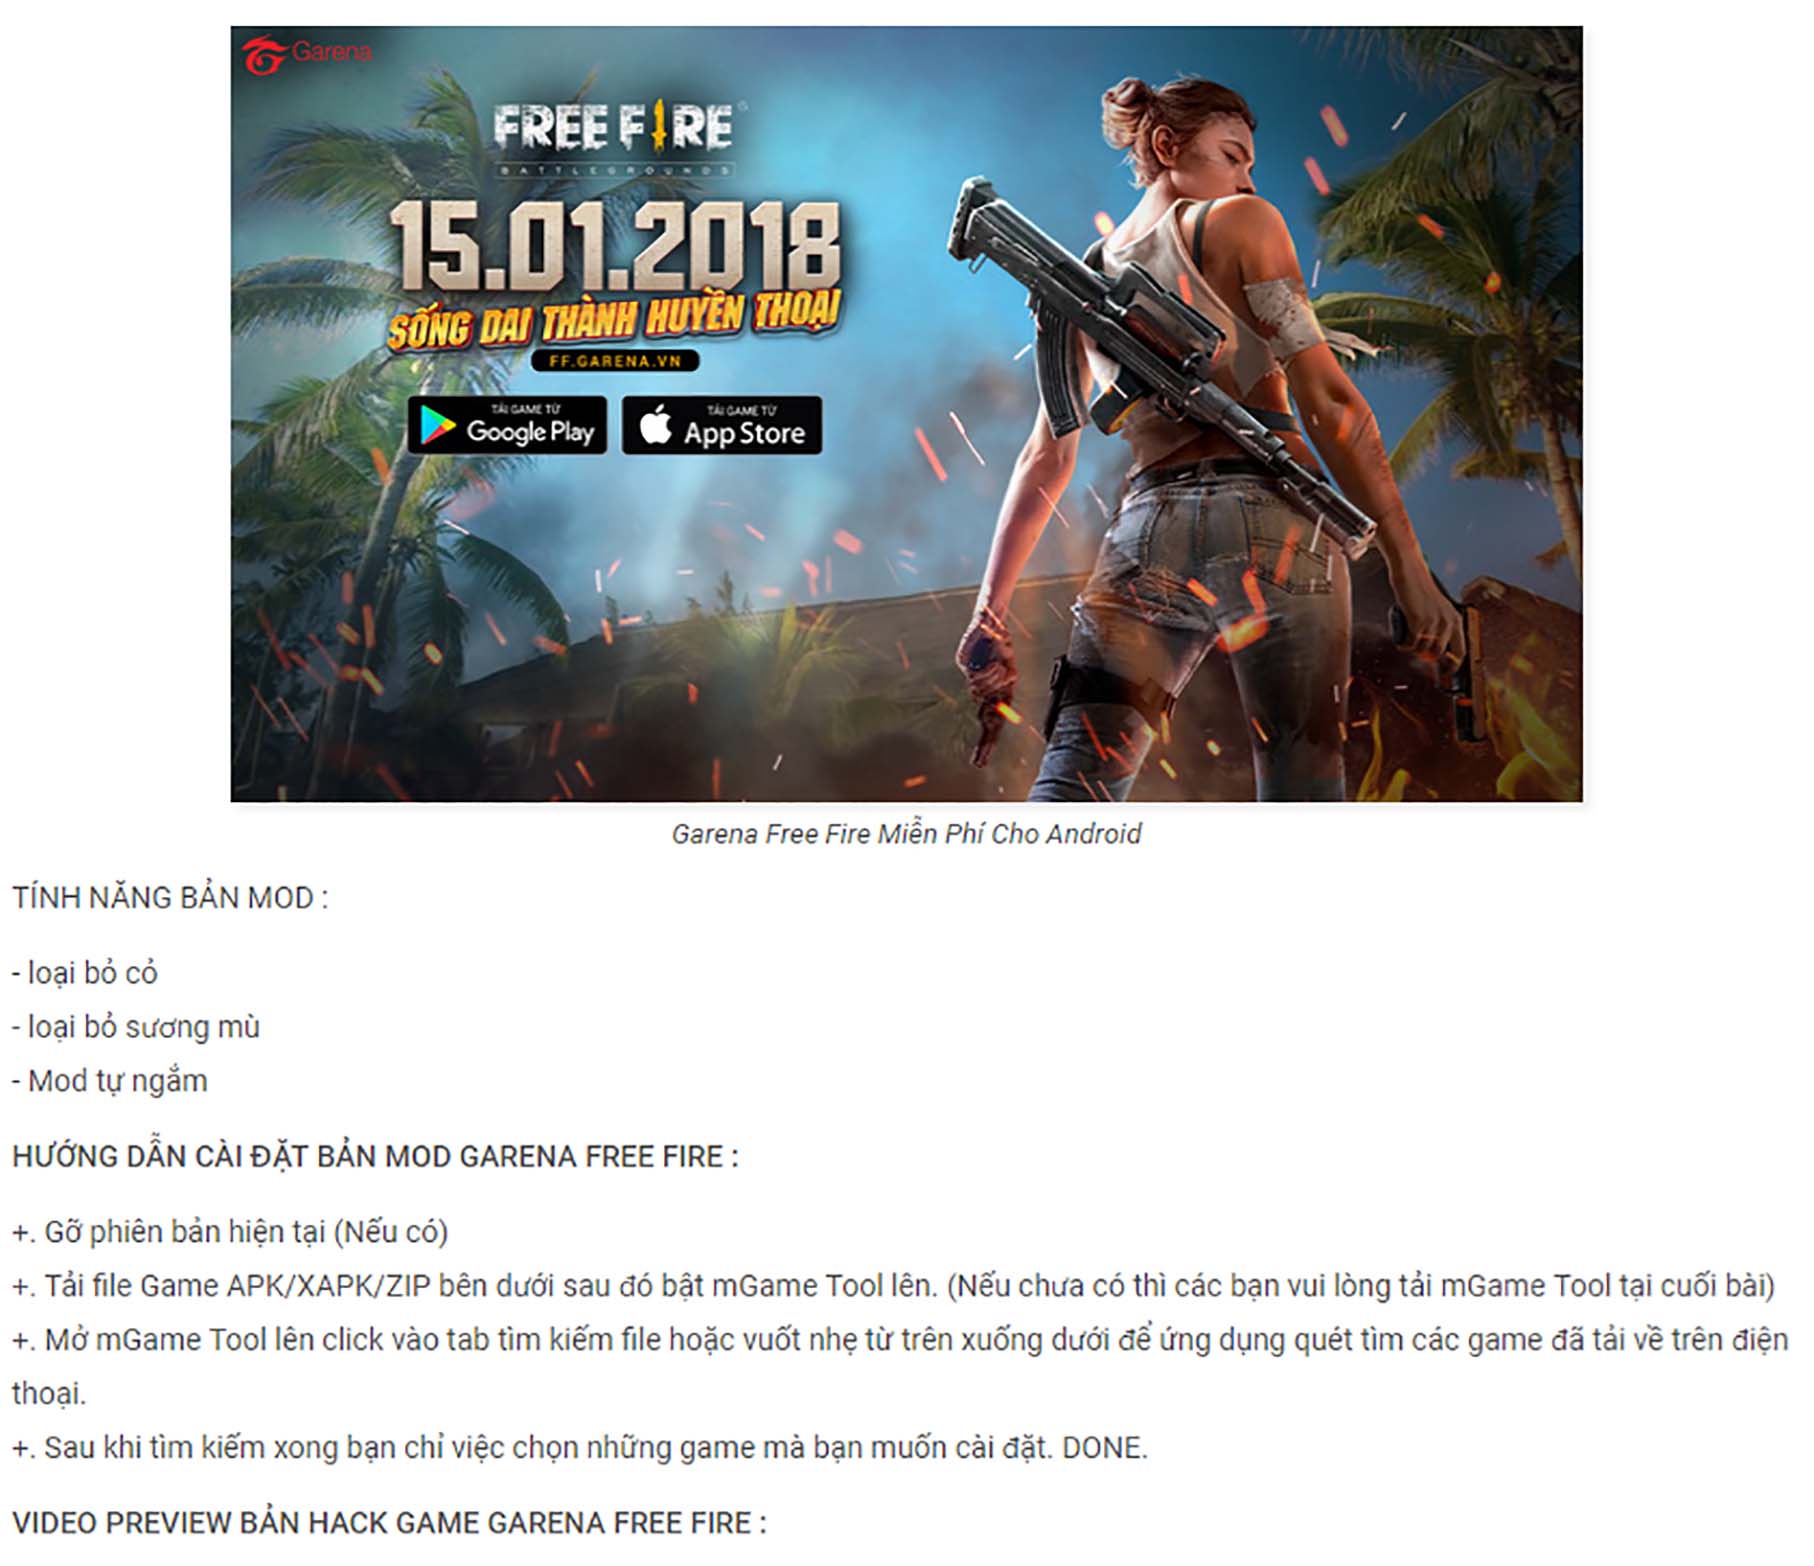 Garena
FREE FIRE
BATTLEGROUNDS
15.01.2018
SỐNG DAI THÀNH HUYỀN THOẠI
FF.GARENA.VN
TẢI GAME TỪ
Google Play
TẢI GAME TỪ
App Store
Garena Free Fire Miễn Phí Cho Android
TÍNH NĂNG BẢN MOD :
- loại bỏ cỏ
- loại bỏ sương mù
- Mod tự ngắm
HƯỚNG DẪN CÀI ĐẶT BẢN MOD GARENA FREE FIRE :
+. Gỡ phiên bản hiện tại (Nếu có)
+. Tải file Game APK/XAPK/ZIP bên dưới sau đó bật mGame Tool lên. (Nếu chưa có thì các bạn vui lòng tải mGame Tool tại cuối bài)
+. Mở mGame Tool lên click vào tab tìm kiếm file hoặc vuốt nhẹ từ trên xuống dưới để ứng dụng quét tìm các game đã tải về trên điện
thoại.
+. Sau khi tìm kiếm xong bạn chỉ việc chọn những game mà bạn muốn cài đặt. DONE.
VIDEO PREVIEW BẢN HACK GAME GARENA FREE FIRE :